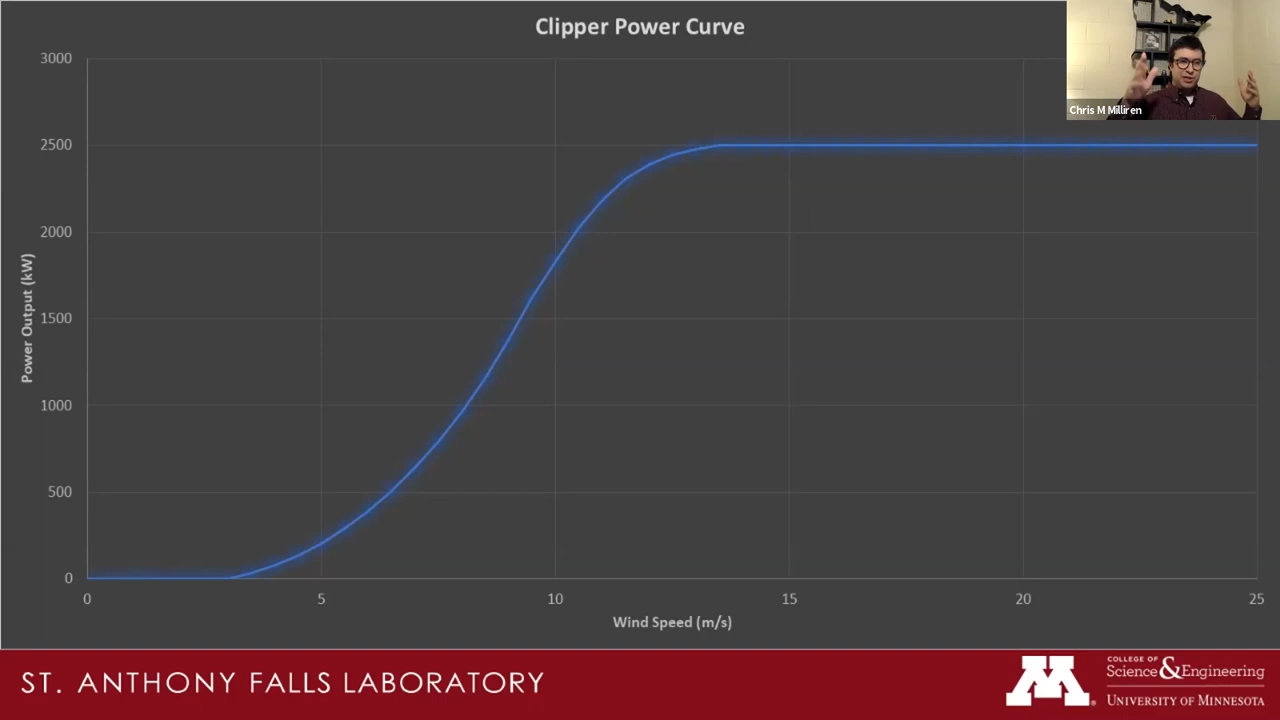 Clipper Power Curve
Chris M Milliren
3000
2500
2000
1500
1000
500
0
Power Output (kW)
0 5 10 15 20 25
Wind Speed (m/s)
ST. ANTHONY FALLS LABORATORY
M
COLLEGE OF
Science & Engineering
UNIVERSITY OF MINNESOTA